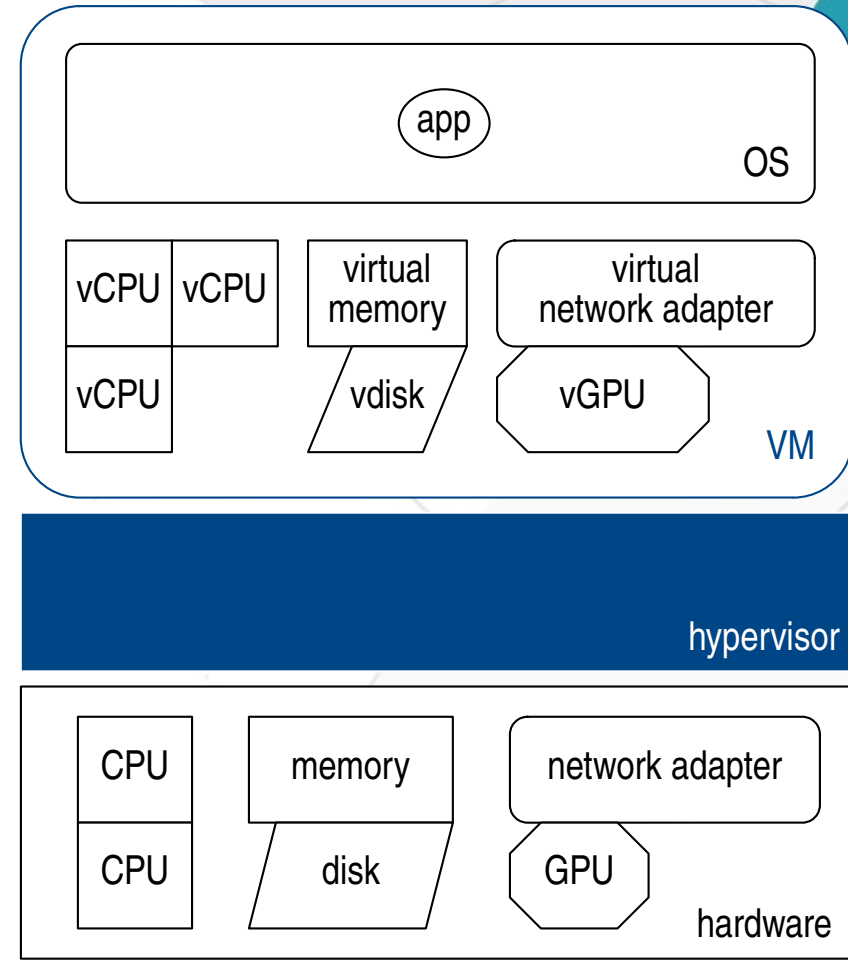 app
OS
vCPU
vCPU
virtual
memory
virtual
network adapter
vCPU
vdisk
vGPU
VM
hypervisor
CPU
memory
network adapter
CPU
disk
GPU
hardware